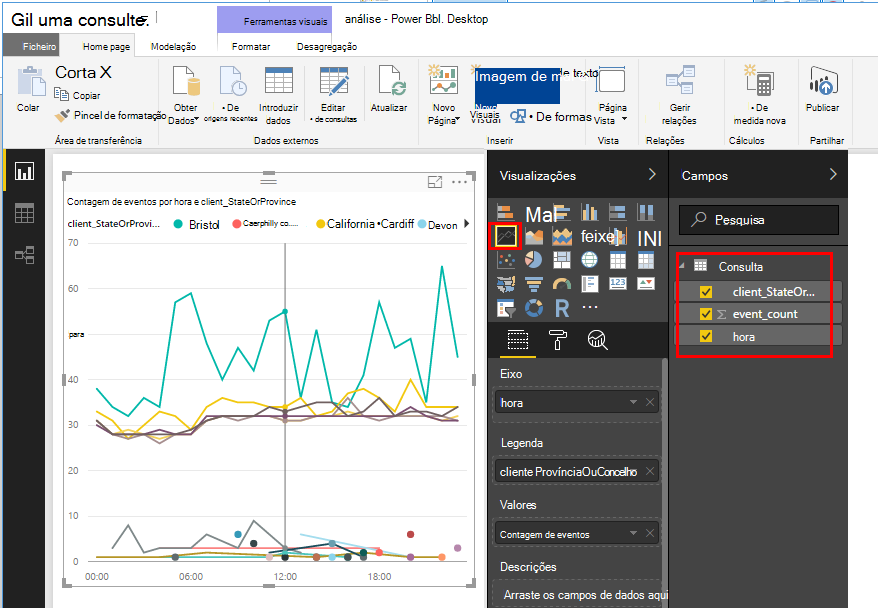 Gil uma consulte.
Ferramentas visuais
análise - Power Bbl. Desktop
Ficheiro
Home page
Modelação
Formatar
Desagregação
Colar
Corta X
Copiar
Pincel de formatação
Área de transferência
Obter
Dados
• De
origens recentes
Introduzir
dados
Editar
• de consultas
Dados externos
Atualizar
Novo
Página
Novo
Visuais
Imagem de m
de texto
• De formas
Inserir
Página
Vista
Vista
Gerir
relações
Relações
• De
medida nova
Cálculos
Publicar
Partilhar
Contagem de eventos por hora e client_StateOrProvince
client_StateOrProvi...
Bristol
Caerphilly co.....
California •Cardiff
Devon
70
60
para
40
30
20
10
0
00:00
06:00
12:00
18:00
Visualizações
Mal
feixe
INI
123
R
...
Eixo
hora
Legenda
cliente ProvínciaOuConcelho
Valores
Contagem de eventos
Descrições
Arraste os campos de dados aqui
Campos
Pesquisa
Consulta
client_StateOr...
Σ event_count
hora